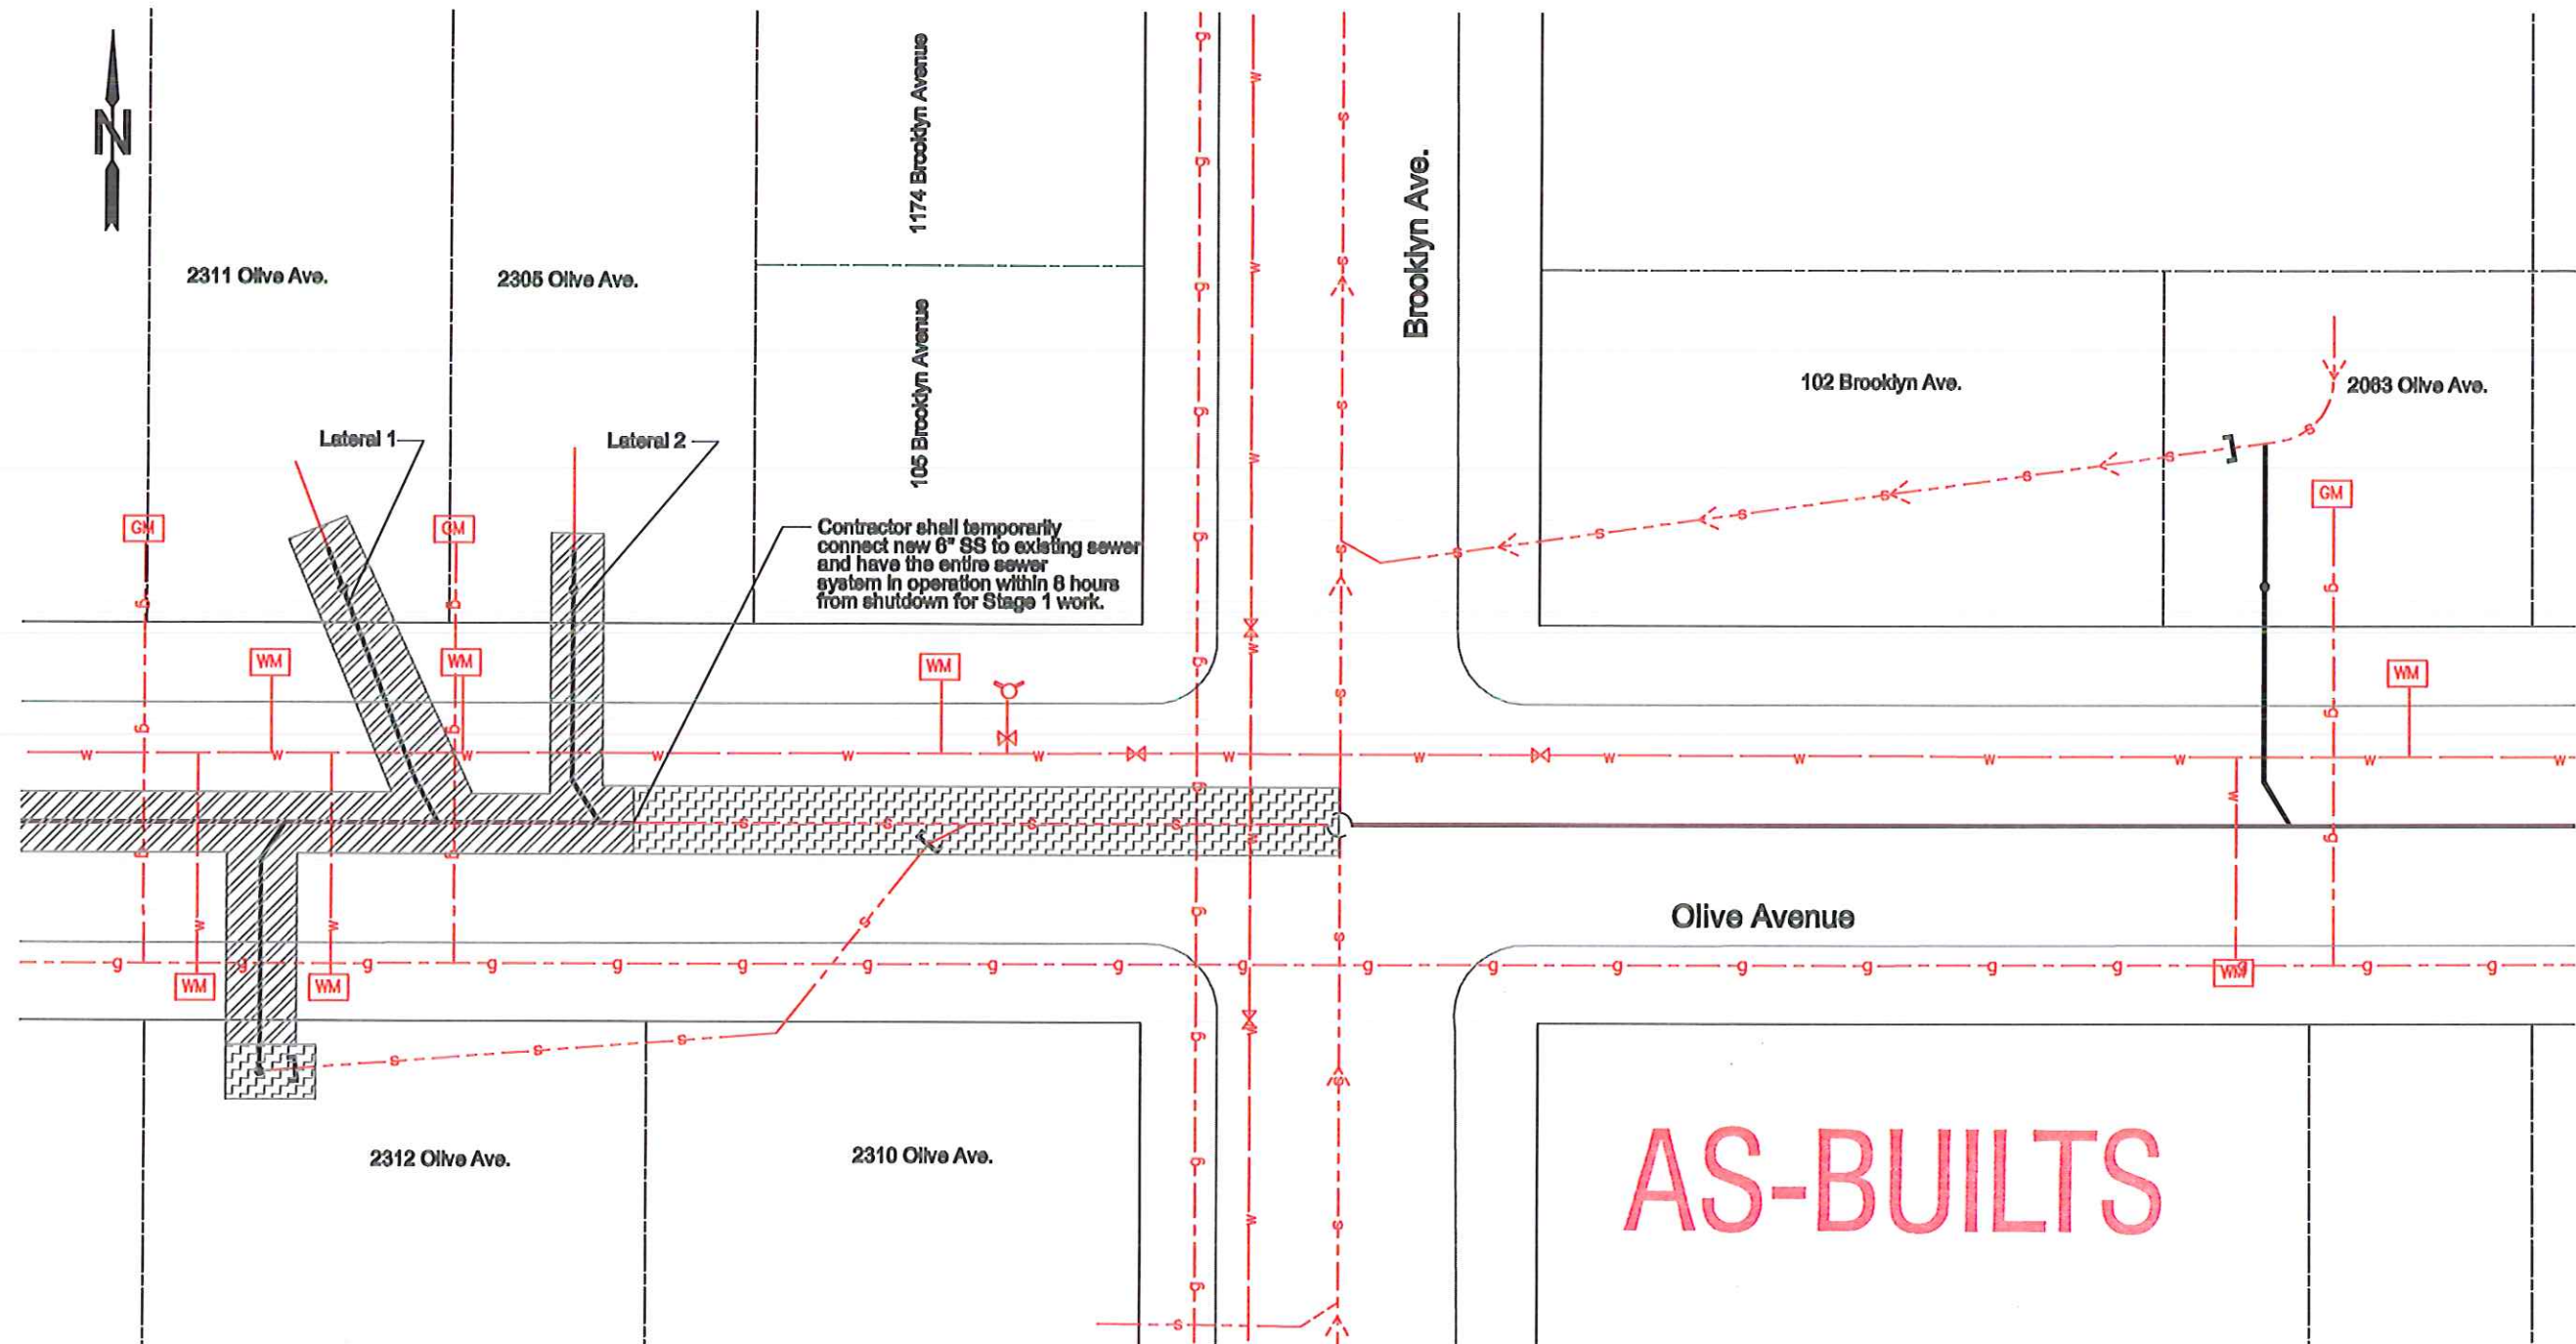 N
1174 Brooklyn Avenue
Brooklyn Ave.
2311 Olive Ave.
2305 Olive Ave.
105 Brooklyn Avenue
102 Brooklyn Ave.
2063 Olive Ave.
Lateral 1
Lateral 2
GM
GM
GM
Contractor shall temporarily
connect new 6" SS to existing sewer
and have the entire sewer
system in operation within 8 hours
from shutdown for Stage 1 work.
WM
WM
WM
WM
Olive Avenue
WM
WM
WM
2312 Olive Ave.
2310 Olive Ave.
AS-BUILTS